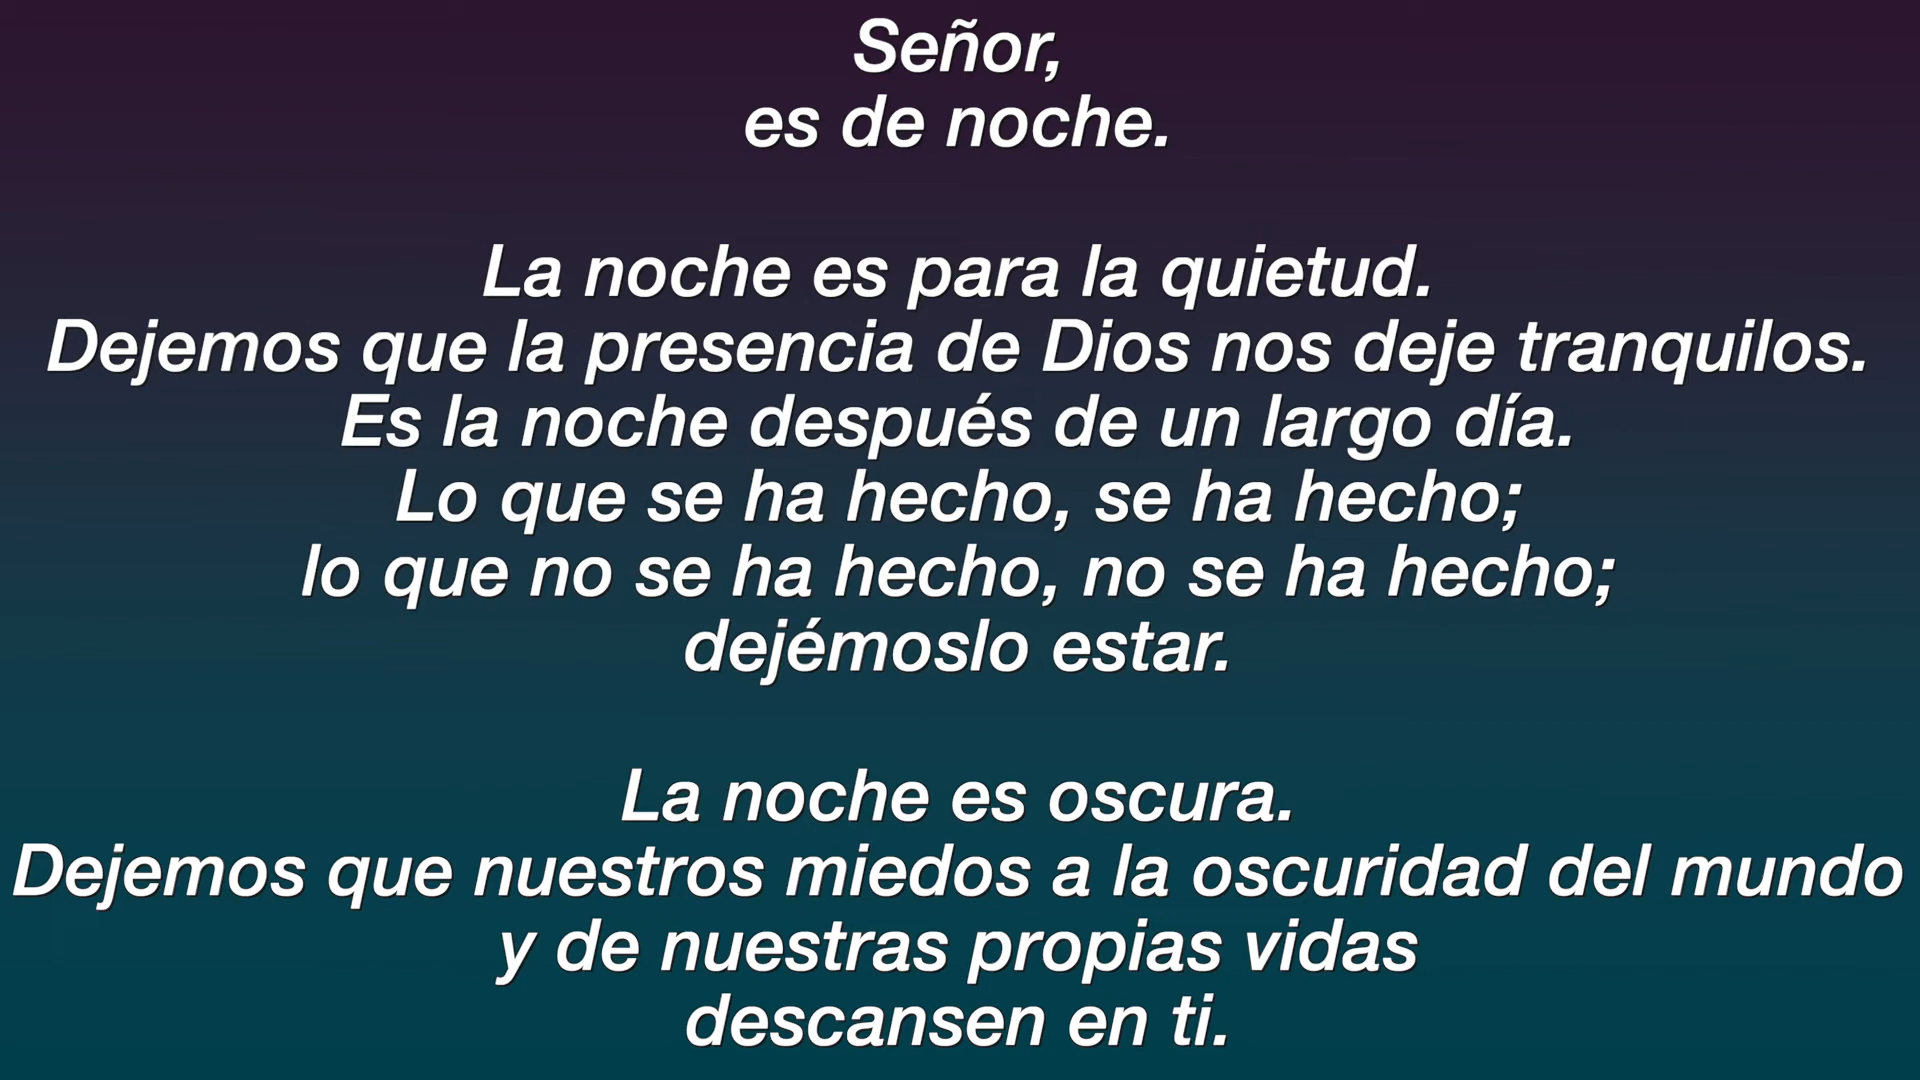 Señor,
es de noche.
La noche es para la quietud.
Dejemos que la presencia de Dios nos deje tranquilos.
Es la noche después de un largo día.
Lo que se ha hecho, se ha hecho;
lo que no se ha hecho, no se ha hecho;
dejémoslo estar.
La noche es oscura.
Dejemos que nuestros miedos a la oscuridad del mundo
y de nuestras propias vidas
descansen en ti.